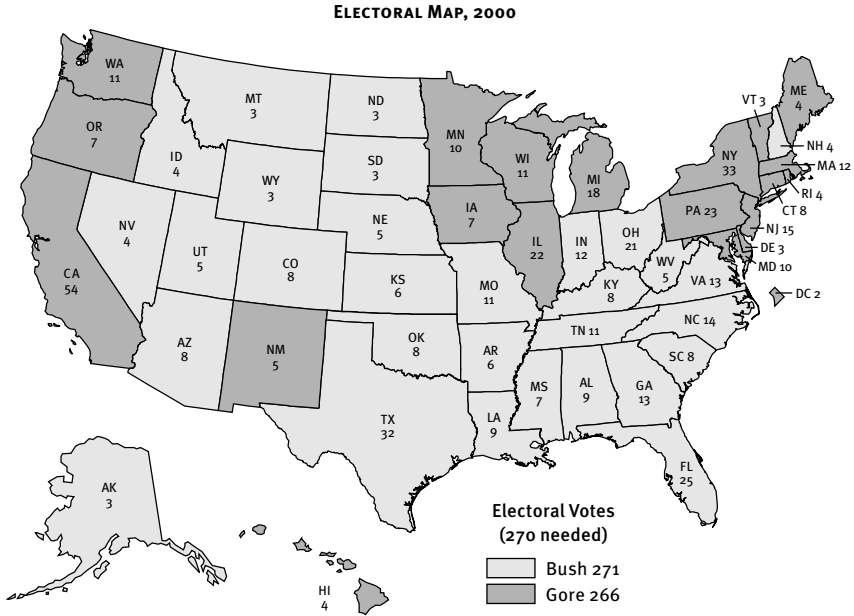 ELECTORAL MAP, 2000
WA
11
OR
7
CA
54
NV
4
ID
4
MT
3
WY
3
UT
5
AZ
8
CO
8
NM
5
ND
3
SD
3
NE
5
KS
6
OK
8
TX
32
MN
10
IA
7
MO
11
AR
6
LA
9
WI
11
IL
22
MI
18
IN
12
OH
21
KY
8
TN 11
MS
7
AL
9
GA
13
FL
25
SC 8
NC 14
VA 13
WV
5
PA 23
NY
33
VT 3
ME
4
NH 4
MA 12
RI 4
CT 8
NJ 15
DE 3
MD 10
DC 2
AK
3
HI
4
Electoral Votes
(270 needed)
Bush 271
Gore 266